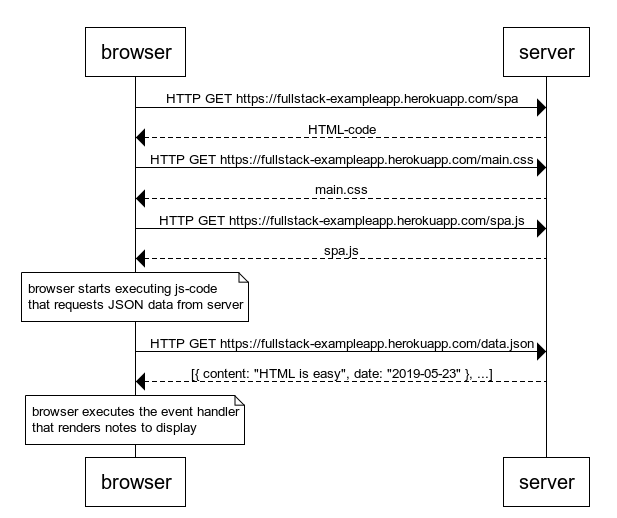 browser
server
HTTP GET https://fullstack-exampleapp.herokuapp.com/spa
HTML-code
HTTP GET https://fullstack-exampleapp.herokuapp.com/main.css
main.css
HTTP GET https://fullstack-exampleapp.herokuapp.com/spa.js
spa.js
browser starts executing js-code
that requests JSON data from server
HTTP GET https://fullstack-exampleapp.herokuapp.com/data.json
[{ content: "HTML is easy", date: "2019-05-23" }, ...]
browser executes the event handler
that renders notes to display
browser
server